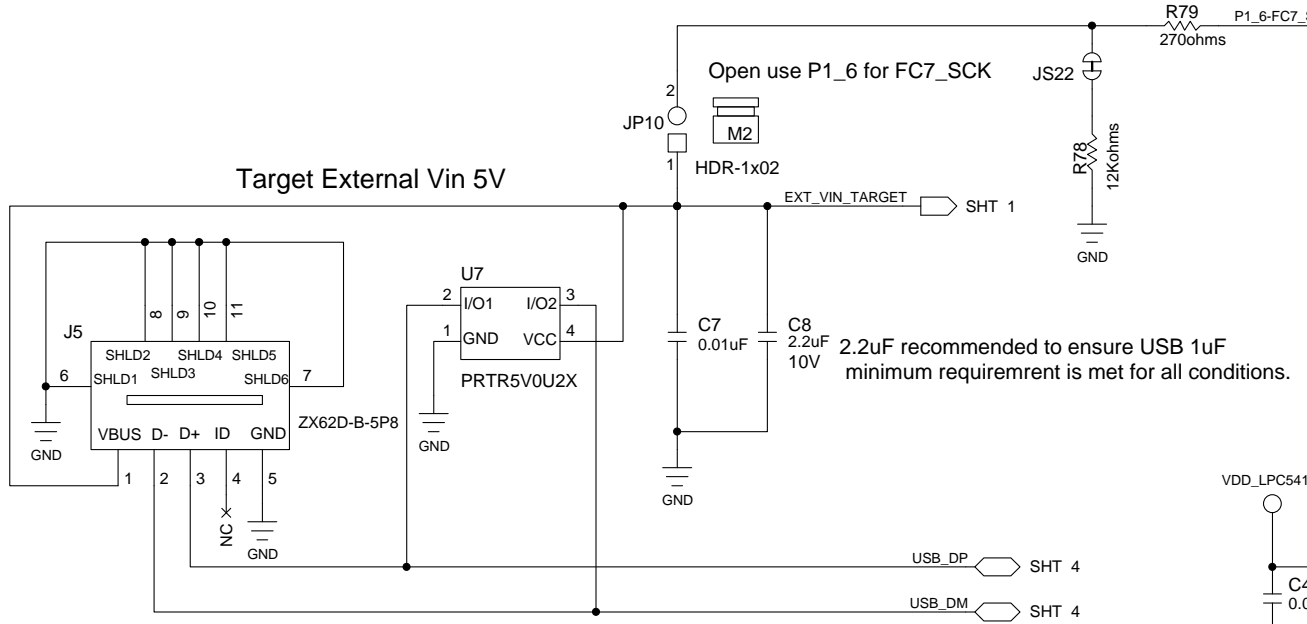 R79
P1_6-FC7_
270ohms
Open use P1_6 for FC7_SCK
JS22
2
JP10
M2
1
HDR-1x02
R78
12Kohms
Target External Vin 5V
EXT_VIN_TARGET
SHT 1
GND
U7
2
I/O1
I/O2
3
1
GND
VCC
4
PRTR5V0U2X
GND
C7
0.01uF
C8
2.2uF
10V
2.2uF recommended to ensure USB 1uF
minimum requiremrent is met for all conditions.
GND
8
9
10
11
J5
SHLD2
SHLD4
SHLD5
SHLD3
6
SHLD1
SHLD6
7
ZX62D-B-5P8
GND
VBUS
D-
D+
ID
GND
1
2
3
4
5
NC
GND
VDD_LPC541
USB_DP
SHT 4
USB_DM
SHT 4
C4
0.0